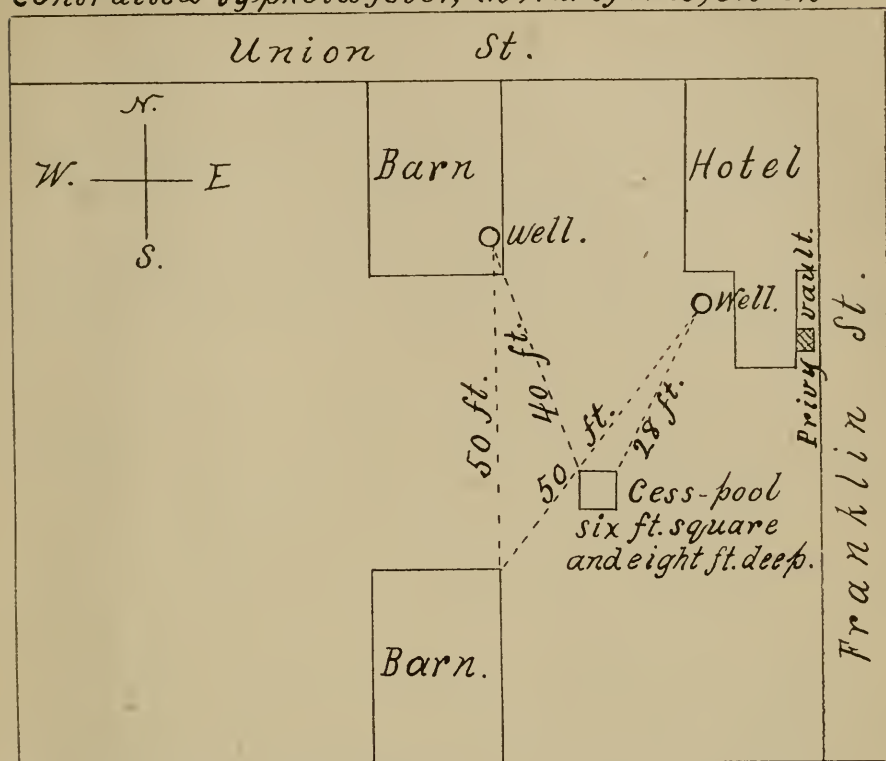 Union St.
N.
W. E
S.
Barn
Hotel
Well.
Well.
Privy vault.
Franklin St.
50 ft.
40 ft.
50 ft.
28 ft.
Cess-pool
six ft. square
and eight ft. deep.
Barn.